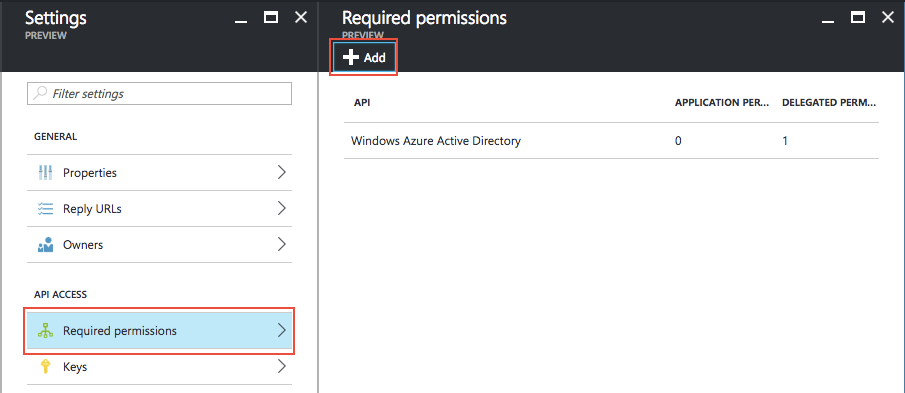 Settings
PREVIEW
Filter settings
GENERAL
Properties
Reply URLs
Owners
API ACCESS
Required permissions
Keys
Required permissions
PREVIEW
Add
API APPLICATION PER... DELEGATED PERM...
Windows Azure Active Directory 0 1